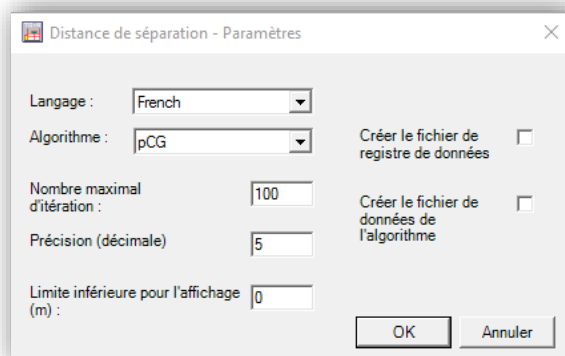 Distance de séparation - Paramètres
Langage :
French
Algorithme :
pCG
Créer le fichier de
registre de données
Nombre maximal
d'itération :
100
Créer le fichier de
données de
l'algorithme
Précision (décimale)
5
Limite inférieure pour l'affichage
(m) :
0
OK
Annuler